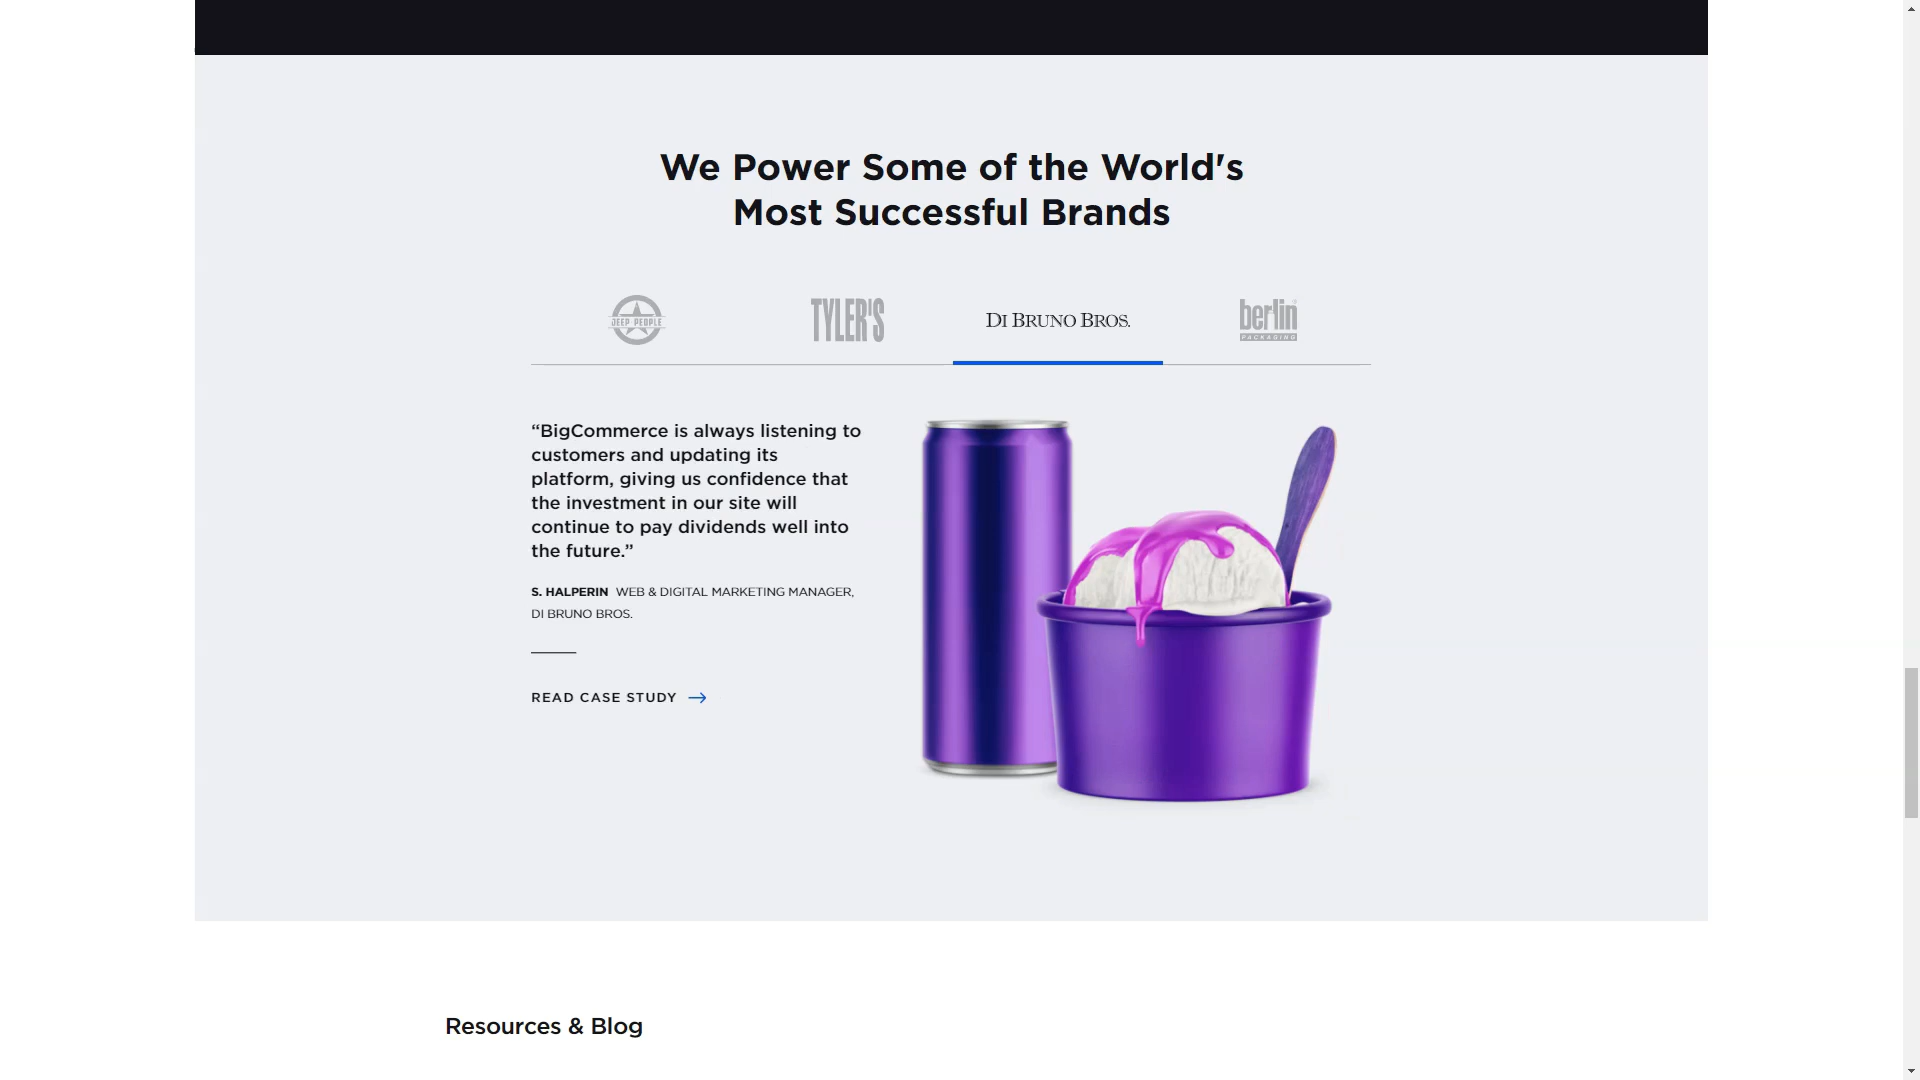 We Power Some of the World's
Most Successful Brands
JEEP PEOPLE
TYLER'S
DI BRUNO BROS.
berlin
PACKAGING
“BigCommerce is always listening to
customers and updating its
platform, giving us confidence that
the investment in our site will
continue to pay dividends well into
the future.”
S. HALPERIN WEB & DIGITAL MARKETING MANAGER,
DI BRUNO BROS.
READ CASE STUDY
Resources & Blog